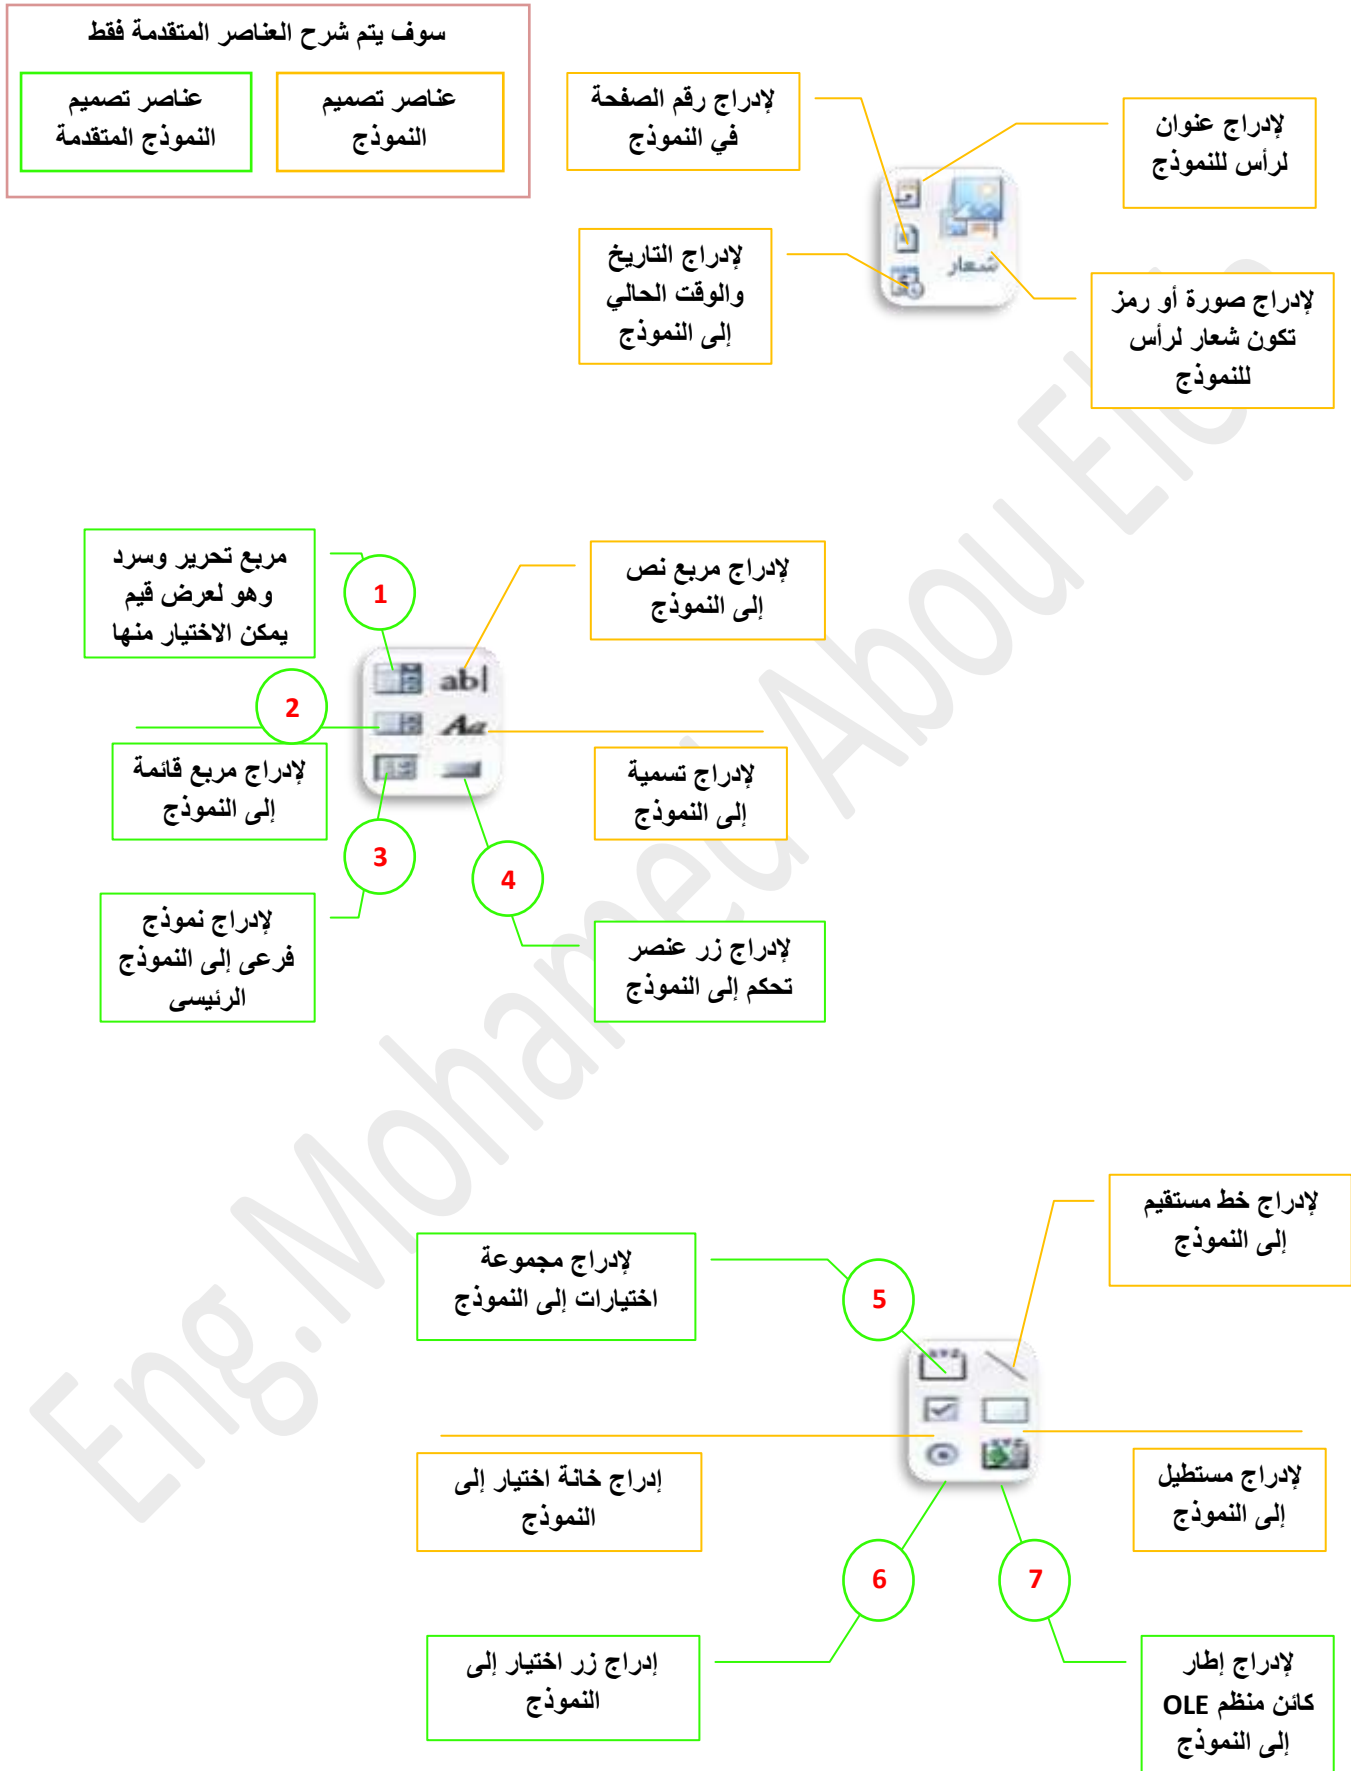 سوف يتم شرح العناصر المتقدمة فقط
عناصر تصميم
النموذج
عناصر تصميم
النموذج المتقدمة
لإدراج عنوان
لرأس للنموذج
لإدراج رقم الصفحة
في النموذج
شعار
لإدراج التاريخ
والوقت الحالي
إلى النموذج
لإدراج صورة أو رمز
تكون شعار لرأس
للنموذج
لإدراج مربع نص
إلى النموذج
مربع تحرير وسرد
وهو لعرض قيم
يمكن الاختيار منها
1
ab|
2
Aa
لإدراج تسمية
إلى النموذج
لإدراج مربع قائمة
إلى النموذج
3
4
لإدراج نموذج
فرعى إلى النموذج
الرئيسى
لإدراج زر عنصر
تحكم إلى النموذج
لإدراج خط مستقيم
إلى النموذج
لإدراج مجموعة
اختيارات إلى النموذج
5
XYZ
لإدراج مستطيل
إلى النموذج
إدراج خانة اختيار إلى
النموذج
6
7
إدراج زر اختيار إلى
النموذج
لإدراج إطار
كائن منظم OLE
إلى النموذج